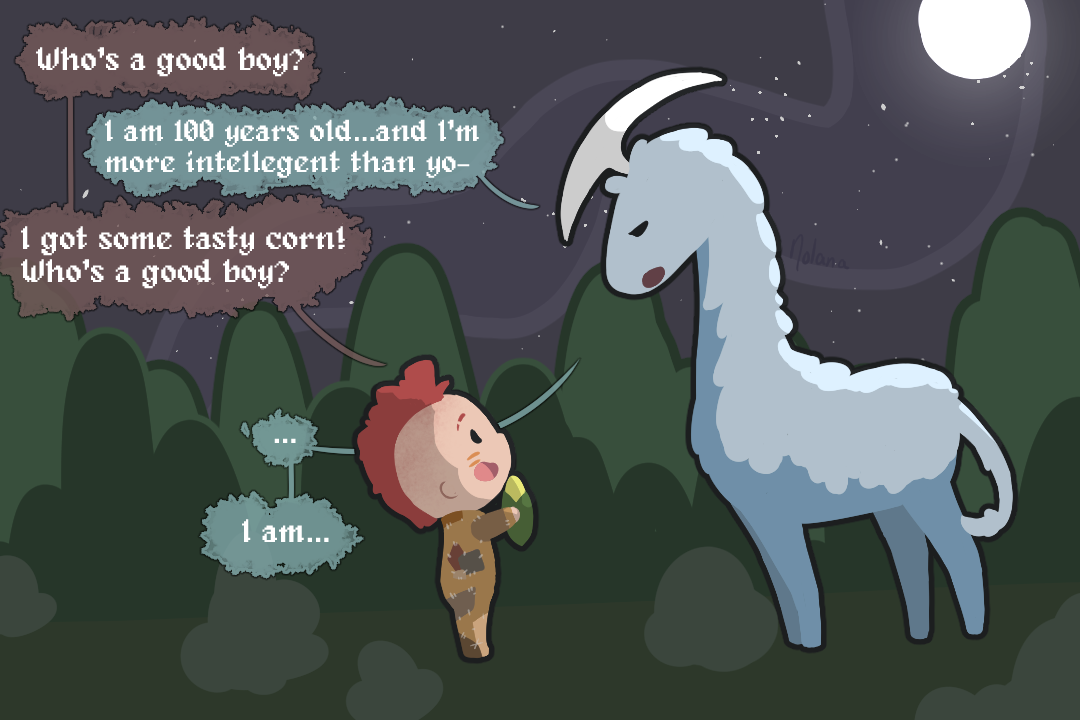 Who's a good boy?
I am 100 years old...and I'm
more intellegent than yo-
I got some tasty corn!
Who's a good boy?
...
I am...
Nalana